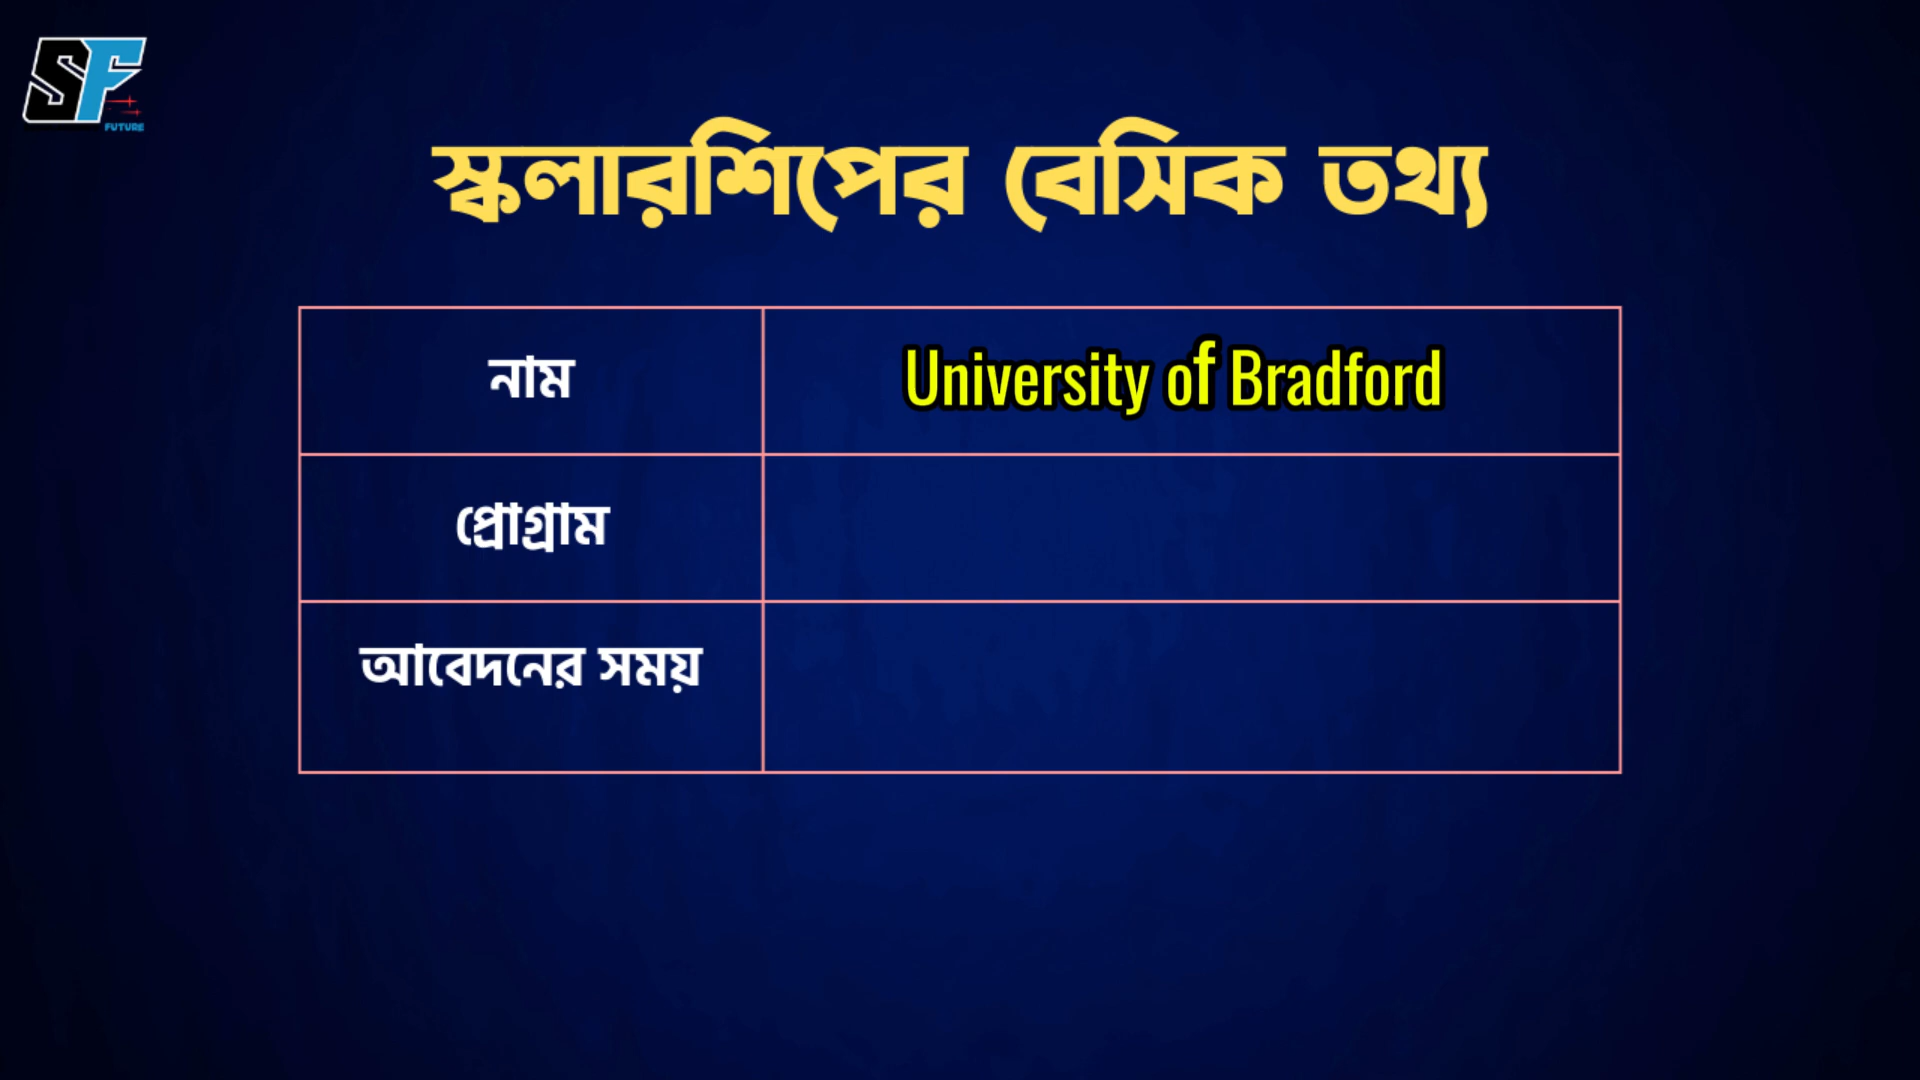 SF
FUTURE
স্কলারশিপের বেসিক তথ্য
নাম
University of Bradford
প্রোগ্রাম
আবেদনের সময়